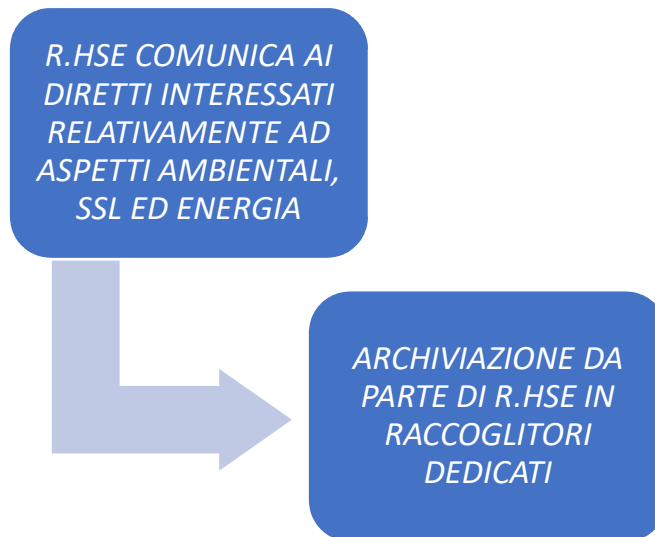 R.HSE COMUNICA AI
DIRETTI INTERESSATI
RELATIVAMENTE AD
ASPETTI AMBIENTALI,
SSL ED ENERGIA
ARCHIVIAZIONE DA
PARTE DI R.HSE IN
RACCOGLITORI
DEDICATI